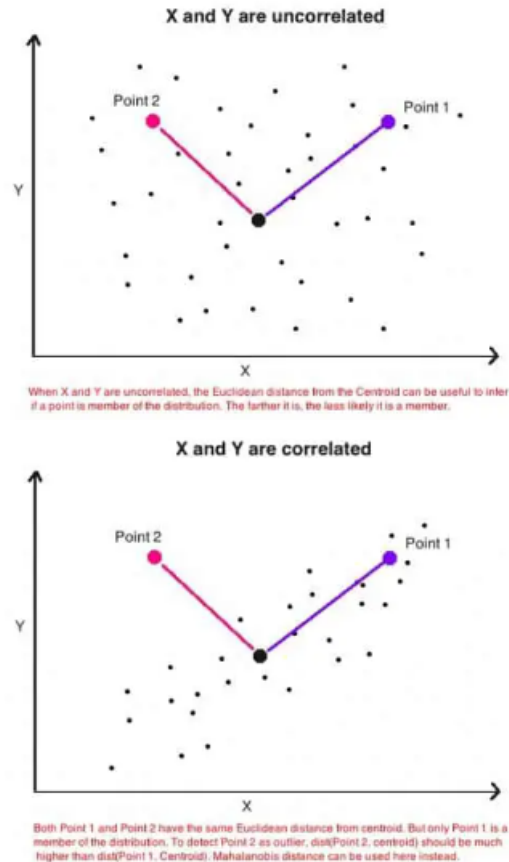 X and Y are uncorrelated
Point 2
Point 1
Y
X
When X and Y are uncorrelated, the Euclidean distance from the Centroid can be useful to infer
if a point is member of the distribution. The farther it is, the less likely it is a member.
X and Y are correlated
Point 2
Point 1
Y
X
Both Point 1 and Point 2 have the same Euclidean distance from centroid. But only Point 1 is a
member of the distribution. To detect Point 2 as outlier, dist(Point 2, centroid) should be much
higher than dist(Point 1, Centroid). Mahalanobis distance can be used here instead.